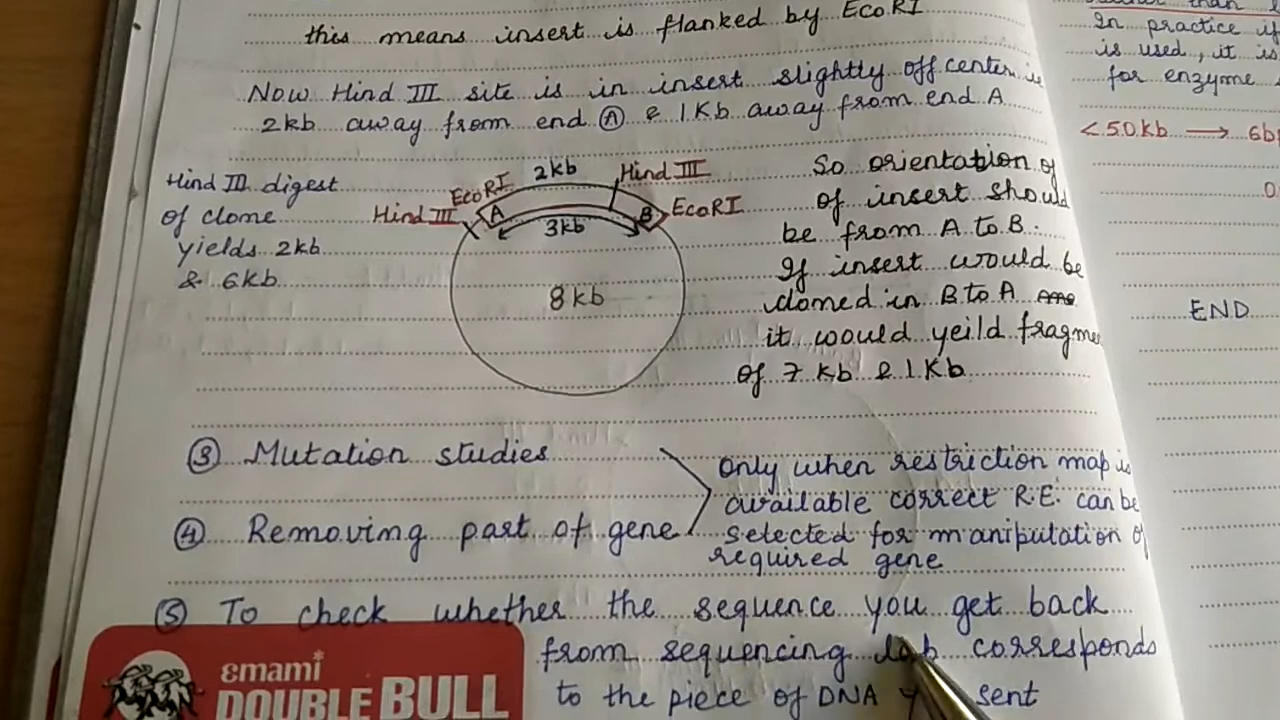 this means insert is flanked by EcoRI
Now Hind III site is in insert slightly off center ie
2kb away from end Ⓐ & 1Kb away from end A
Hind III digest
of clone
yields 2kb
& 6Kb
2kb
Hind III
EcoRI
Hind III
A
B
EcoRI
3kb
8kb
So orientation of
of insert should
be from A to B.
If insert would be
cloned in B to A
it would yeild fragme
of 7 Kb & 1Kb
③ Mutation studies
④ Removing part of gene
Only when restriction map is
available correct R.E. can be
selected for manipulation of
required gene
⑤ To check whether the sequence you get back
from sequencing lab corresponds
to the piece of DNA sent
emami
DOUBLE BULL
In practice if
is used, it is
for enzyme
<50kb → 6b
END